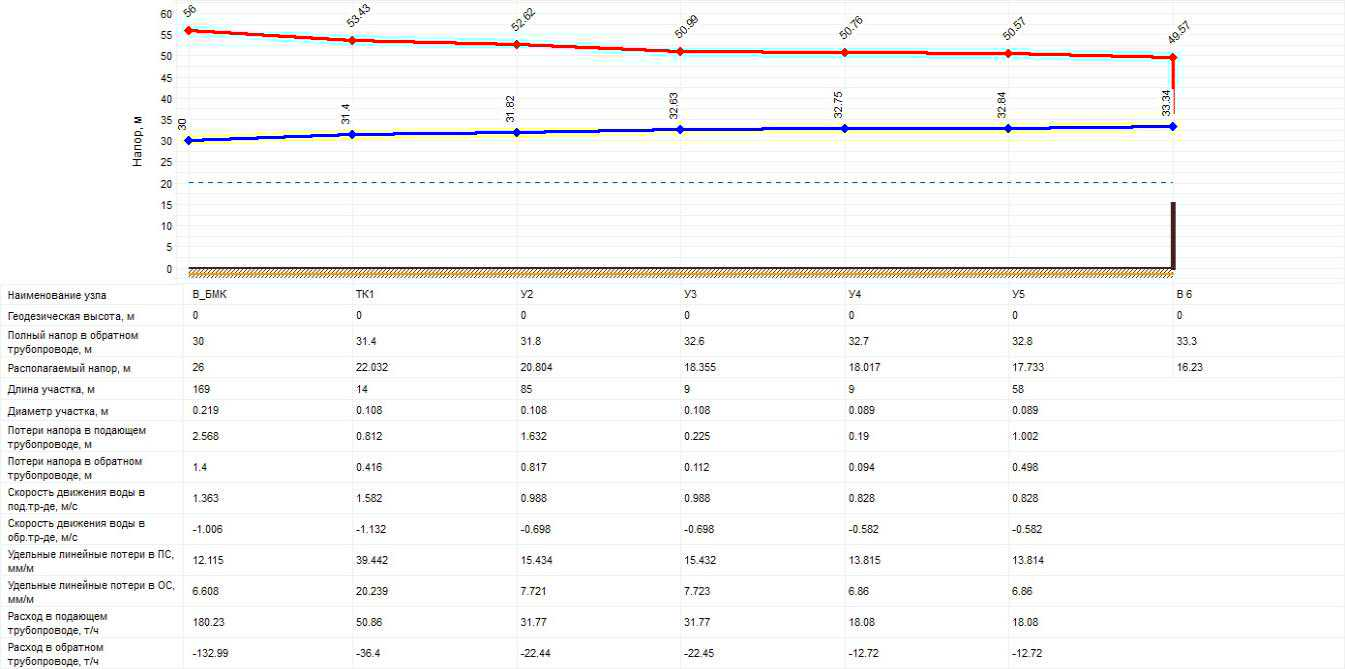 60
55
50
45
40
35
30
25
20
15
10
5
0
Напор, м
56
53.43
52.62
50.99
50.76
50.57
49.57
30
31.4
31.82
32.63
32.75
32.84
33.34
Наименование узла В_БМК ТК1 У2 У3 У4 У5 В 6
Геодезическая высота, м 0 0 0 0 0 0 0
Полный напор в обратном
трубопроводе, м 30 31.4 31.8 32.6 32.7 32.8 33.3
Располагаемый напор, м 26 22.032 20.804 18.355 18.017 17.733 16.23
Длина участка, м 169 14 85 9 9 58
Диаметр участка, м 0.219 0.108 0.108 0.108 0.089 0.089
Потери напора в подающем
трубопроводе, м 2.568 0.812 1.632 0.225 0.19 1.002
Потери напора в обратном
трубопроводе, м 1.4 0.416 0.817 0.112 0.094 0.498
Скорость движения воды в
под.тр-де, м/с 1.363 1.582 0.988 0.988 0.828 0.828
Скорость движения воды в
обр.тр-де, м/с -1.006 -1.132 -0.698 -0.698 -0.582 -0.582
Удельные линейные потери в ПС,
мм/м 12.115 39.442 15.434 15.432 13.815 13.814
Удельные линейные потери в ОС,
мм/м 6.608 20.239 7.721 7.723 6.86 6.86
Расход в подающем
трубопроводе, т/ч 180.23 50.86 31.77 31.77 18.08 18.08
Расход в обратном
трубопроводе, т/ч -132.99 -36.4 -22.44 -22.45 -12.72 -12.72